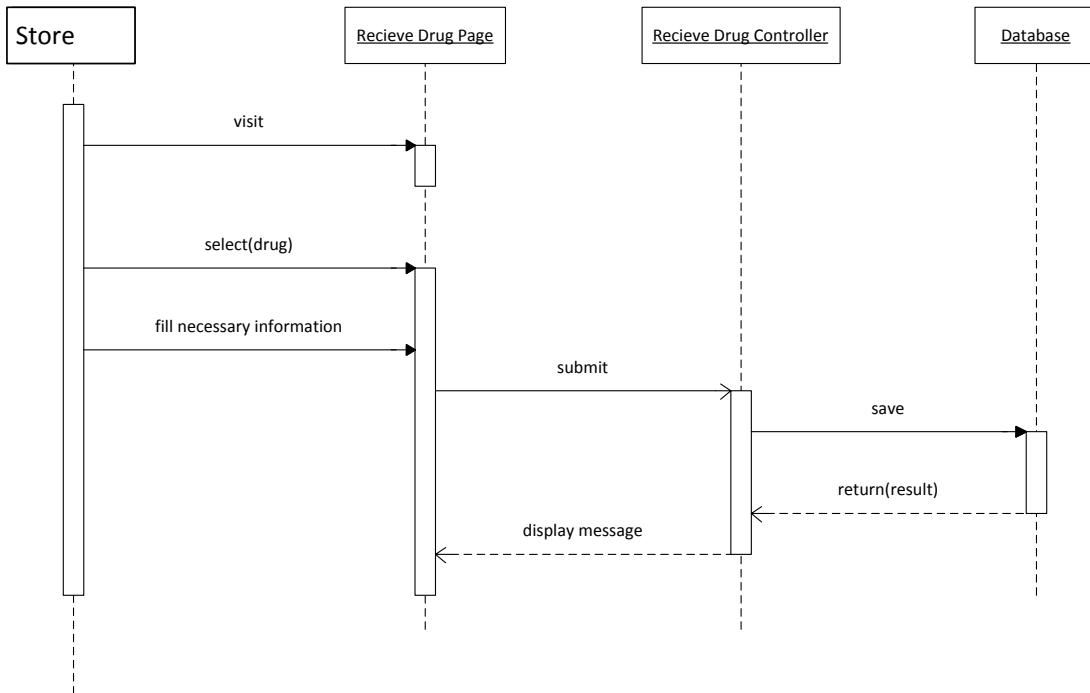 Store
Recieve Drug Page
Recieve Drug Controller
Database
visit
select(drug)
fill necessary information
submit
save
return(result)
display message